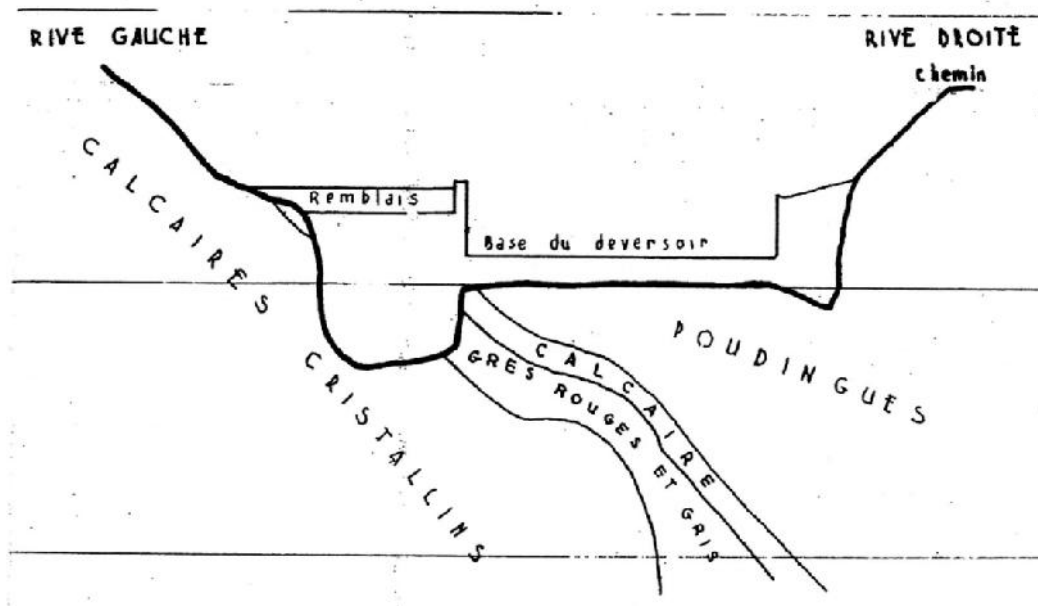 RIVE GAUCHE
RIVE DROITE
chemin
CALCAIRES CRISTALLINS
Remblais
Base du deversoir
CALCAIRE
GRES ROUGES ET GRIS
POUDINGUES